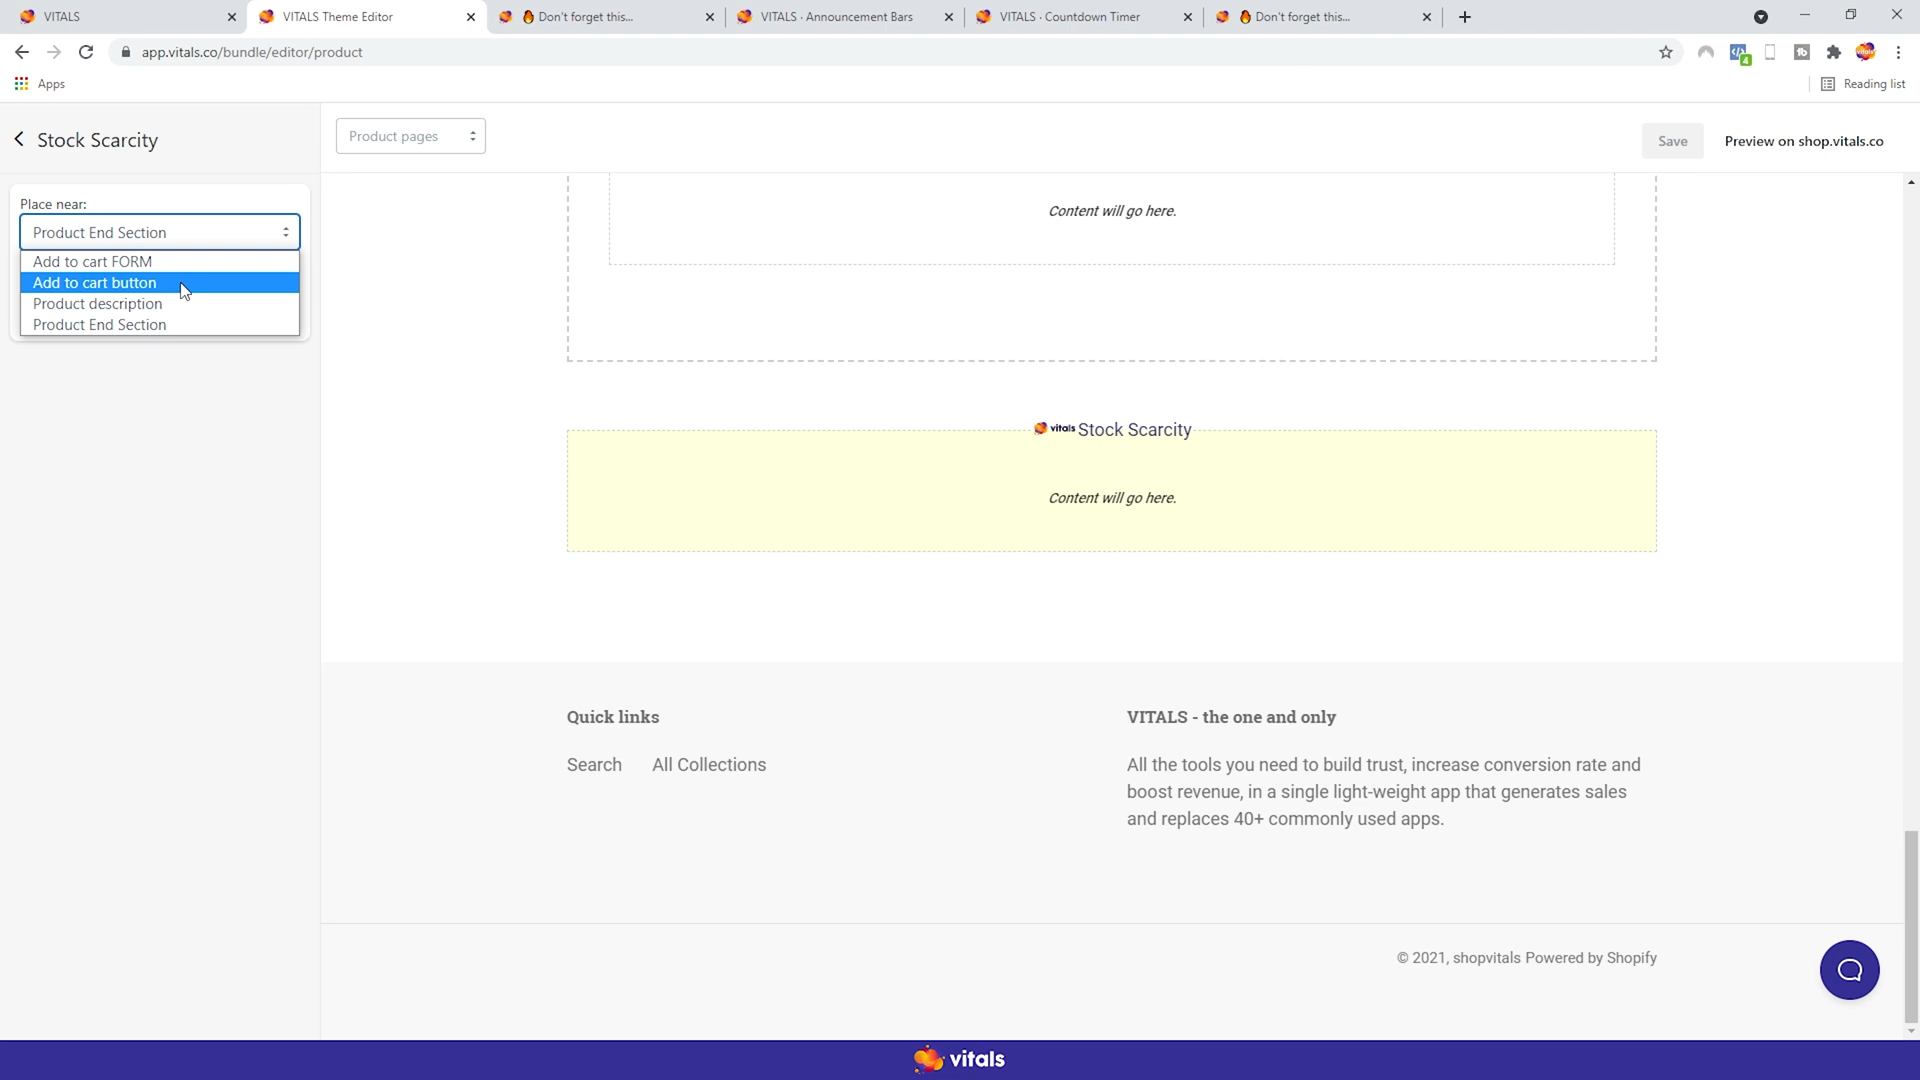 VITALS
VITALS Theme Editor
Don't forget this...
VITALS · Announcement Bars
VITALS · Countdown Timer
Don't forget this...
app.vitals.co/bundle/editor/product
4
Apps
Reading list
Stock Scarcity
Product pages
Save
Preview on shop.vitals.co
Place near:
Product End Section
Add to cart FORM
Add to cart button
Product description
Product End Section
Content will go here.
vitals Stock Scarcity
Content will go here.
Quick links
Search
All Collections
VITALS - the one and only
All the tools you need to build trust, increase conversion rate and
boost revenue, in a single light-weight app that generates sales
and replaces 40+ commonly used apps.
© 2021, shopvitals Powered by Shopify
vitals